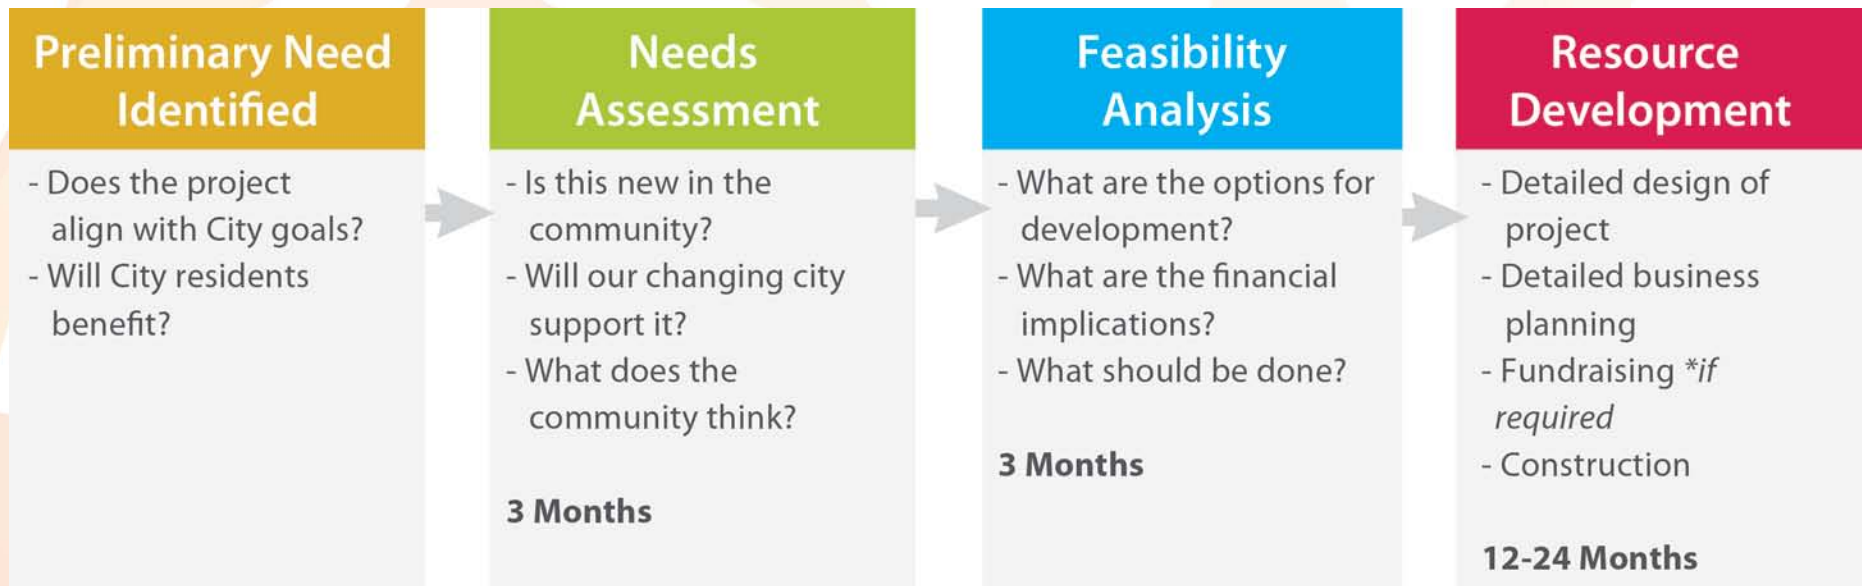 Preliminary Need
Identified
- Does the project
align with City goals?
- Will City residents
benefit?
Needs
Assessment
- Is this new in the
community?
- Will our changing city
support it?
- What does the
community think?
3 Months
Feasibility
Analysis
- What are the options for
development?
- What are the financial
implications?
- What should be done?
3 Months
Resource
Development
- Detailed design of
project
- Detailed business
planning
- Fundraising *if
required
- Construction
12-24 Months